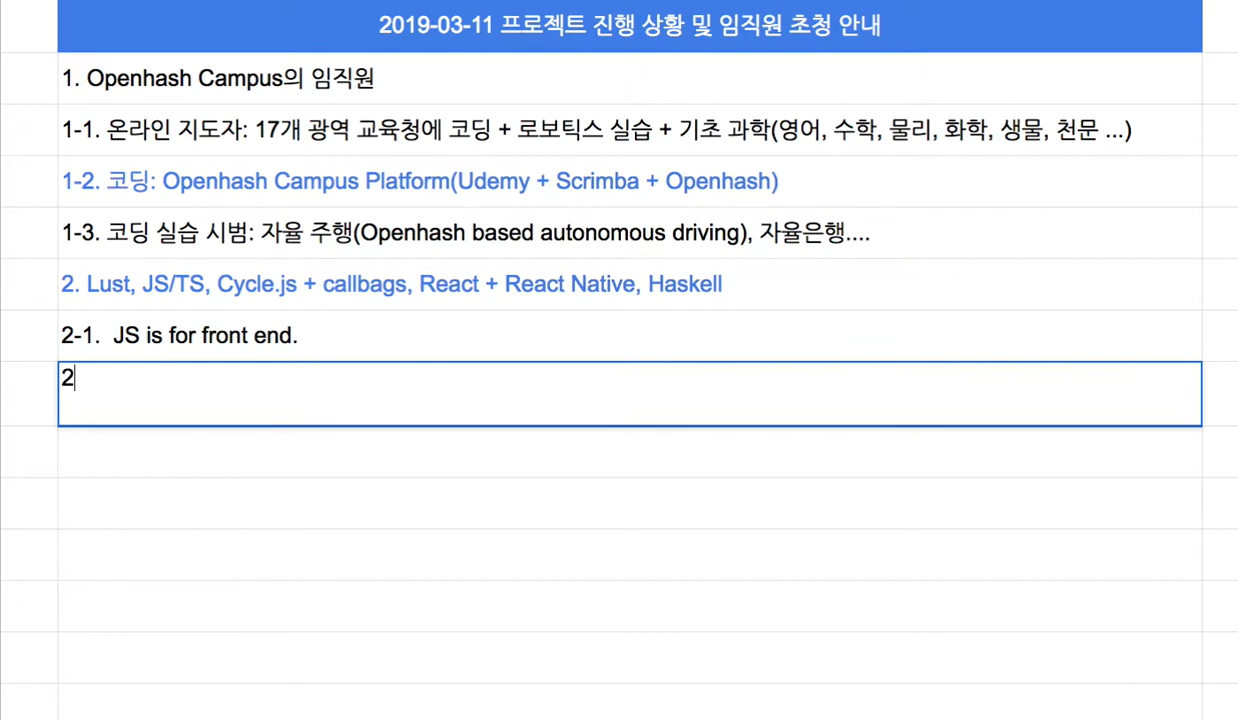 2019-03-11 프로젝트 진행 상황 및 임직원 초청 안내
1. Openhash Campus의 임직원
1-1. 온라인 지도자: 17개 광역 교육청에 코딩 + 로보틱스 실습 + 기초 과학(영어, 수학, 물리, 화학, 생물, 천문 ...)
1-2. 코딩: Openhash Campus Platform(Udemy + Scrimba + Openhash)
1-3. 코딩 실습 시범: 자율 주행(Openhash based autonomous driving), 자율은행....
2. Lust, JS/TS, Cycle.js + callbags, React + React Native, Haskell
2-1.  JS is for front end.
2